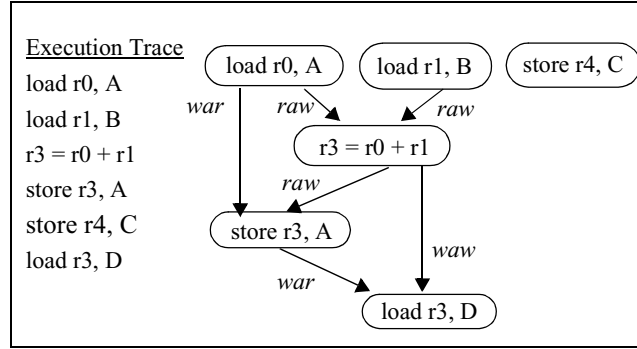 Execution Trace
load r0, A
load r1, B
r3 = r0 + r1
store r3, A
store r4, C
load r3, D
load r0, A
load r1, B
store r4, C
war
raw
raw
r3 = r0 + r1
raw
store r3, A
waw
war
load r3, D